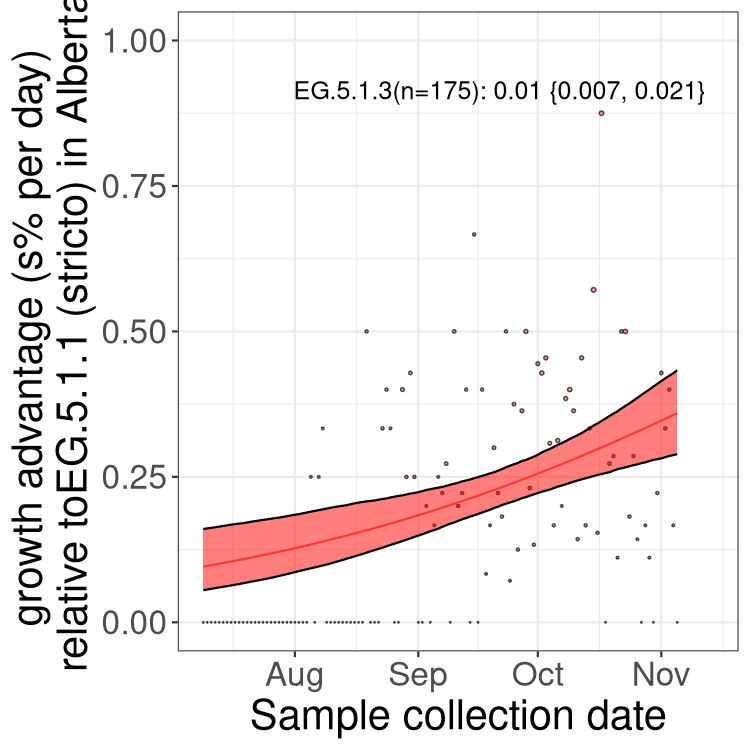 growth advantage (s% per day)
relative toEG.5.1.1 (stricto) in Alberta
1.00
0.75
0.50
0.25
0.00
EG.5.1.3(n=175): 0.01 {0.007, 0.021}
Aug Sep Oct Nov
Sample collection date